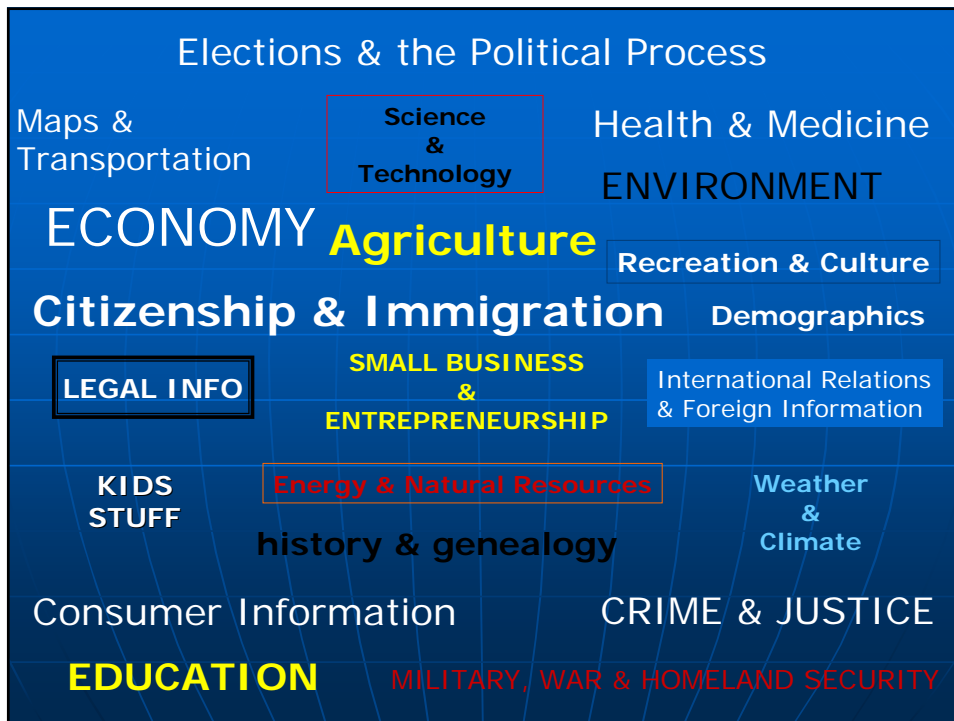 Elections & the Political Process
Maps &
Transportation
Science
&
Technology
Health & Medicine
ENVIRONMENT
ECONOMY
Agriculture
Recreation & Culture
Citizenship & Immigration
Demographics
LEGAL INFO
SMALL BUSINESS
&
ENTREPRENEURSHIP
International Relations
& Foreign Information
KIDS
STUFF
Energy & Natural Resources
Weather
&
Climate
history & genealogy
Consumer Information
CRIME & JUSTICE
EDUCATION
MILITARY, WAR & HOMELAND SECURITY